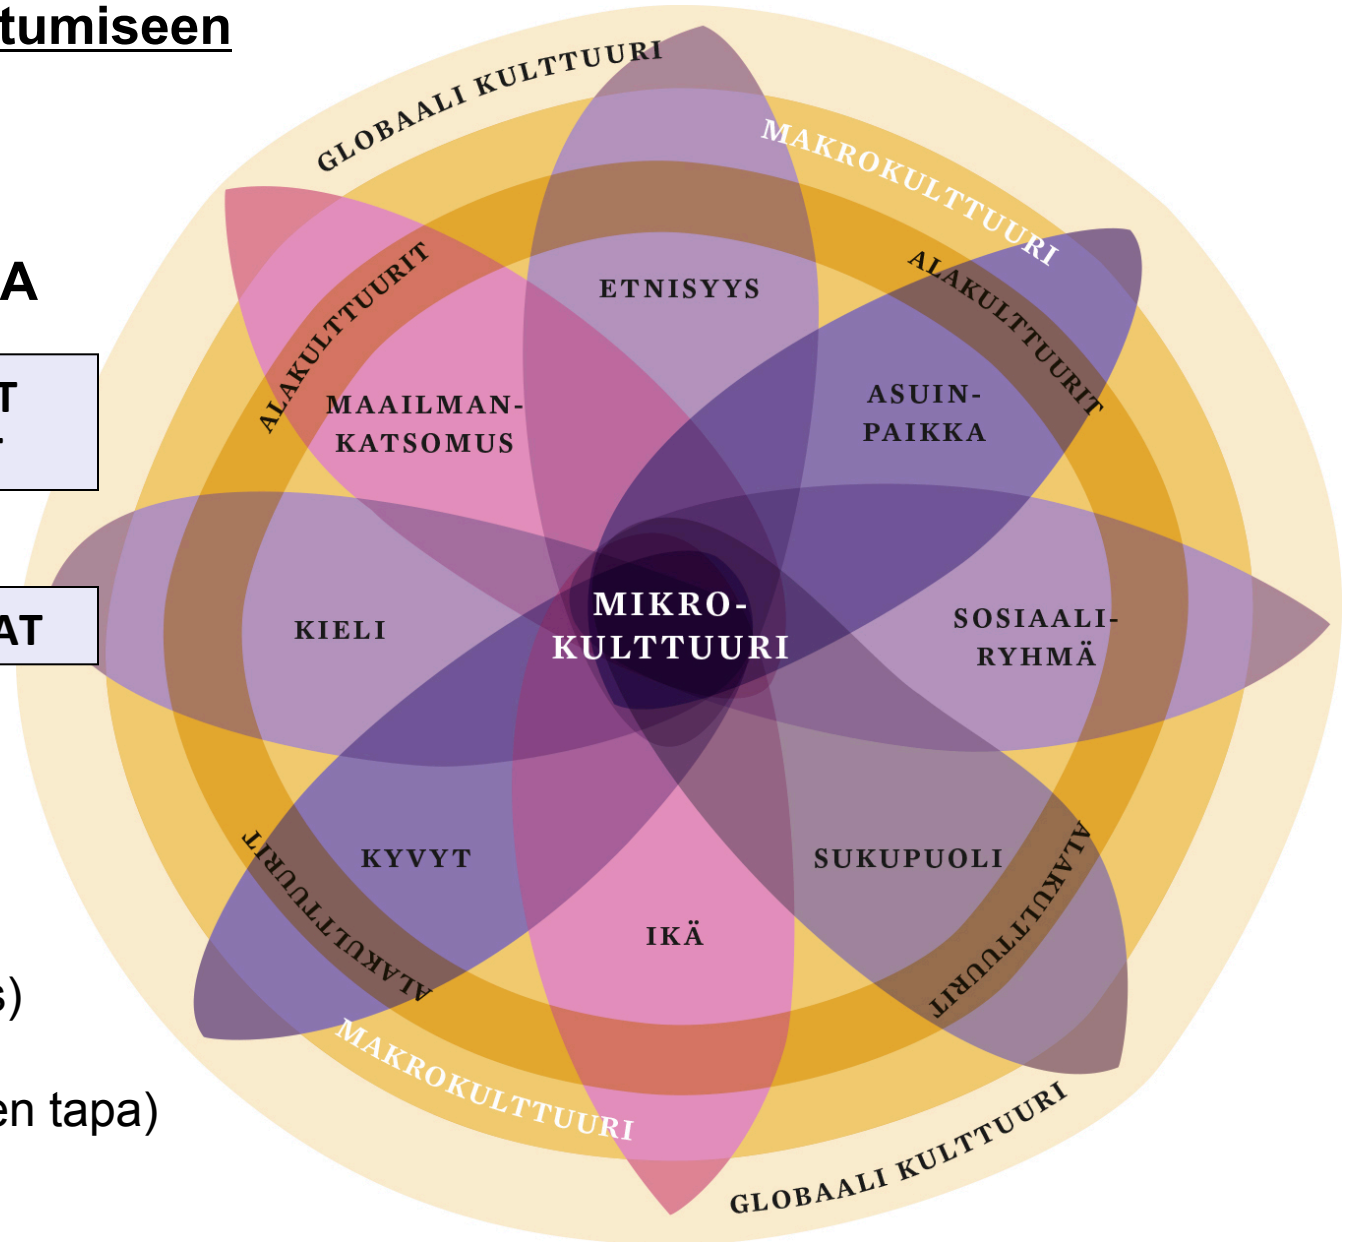 tumiseen
GLOBAALI KULTTUURI
MAKROKULTTUURI
A
ALAKULTTUURIT
ALAKULTTUURIT
ETNISYYS
T
MAAILMAN-
KATSOMUS
ASUIN-
PAIKKA
AT
KIELI
MIKRO-
KULTTUURI
SOSIAALI-
RYHMÄ
KYVYT
SUKUPUOLI
IKÄ
ALAKULTTUURIT
ALAKULTTUURIT
s)
MAKROKULTTUURI
en tapa)
GLOBAALI KULTTUURI